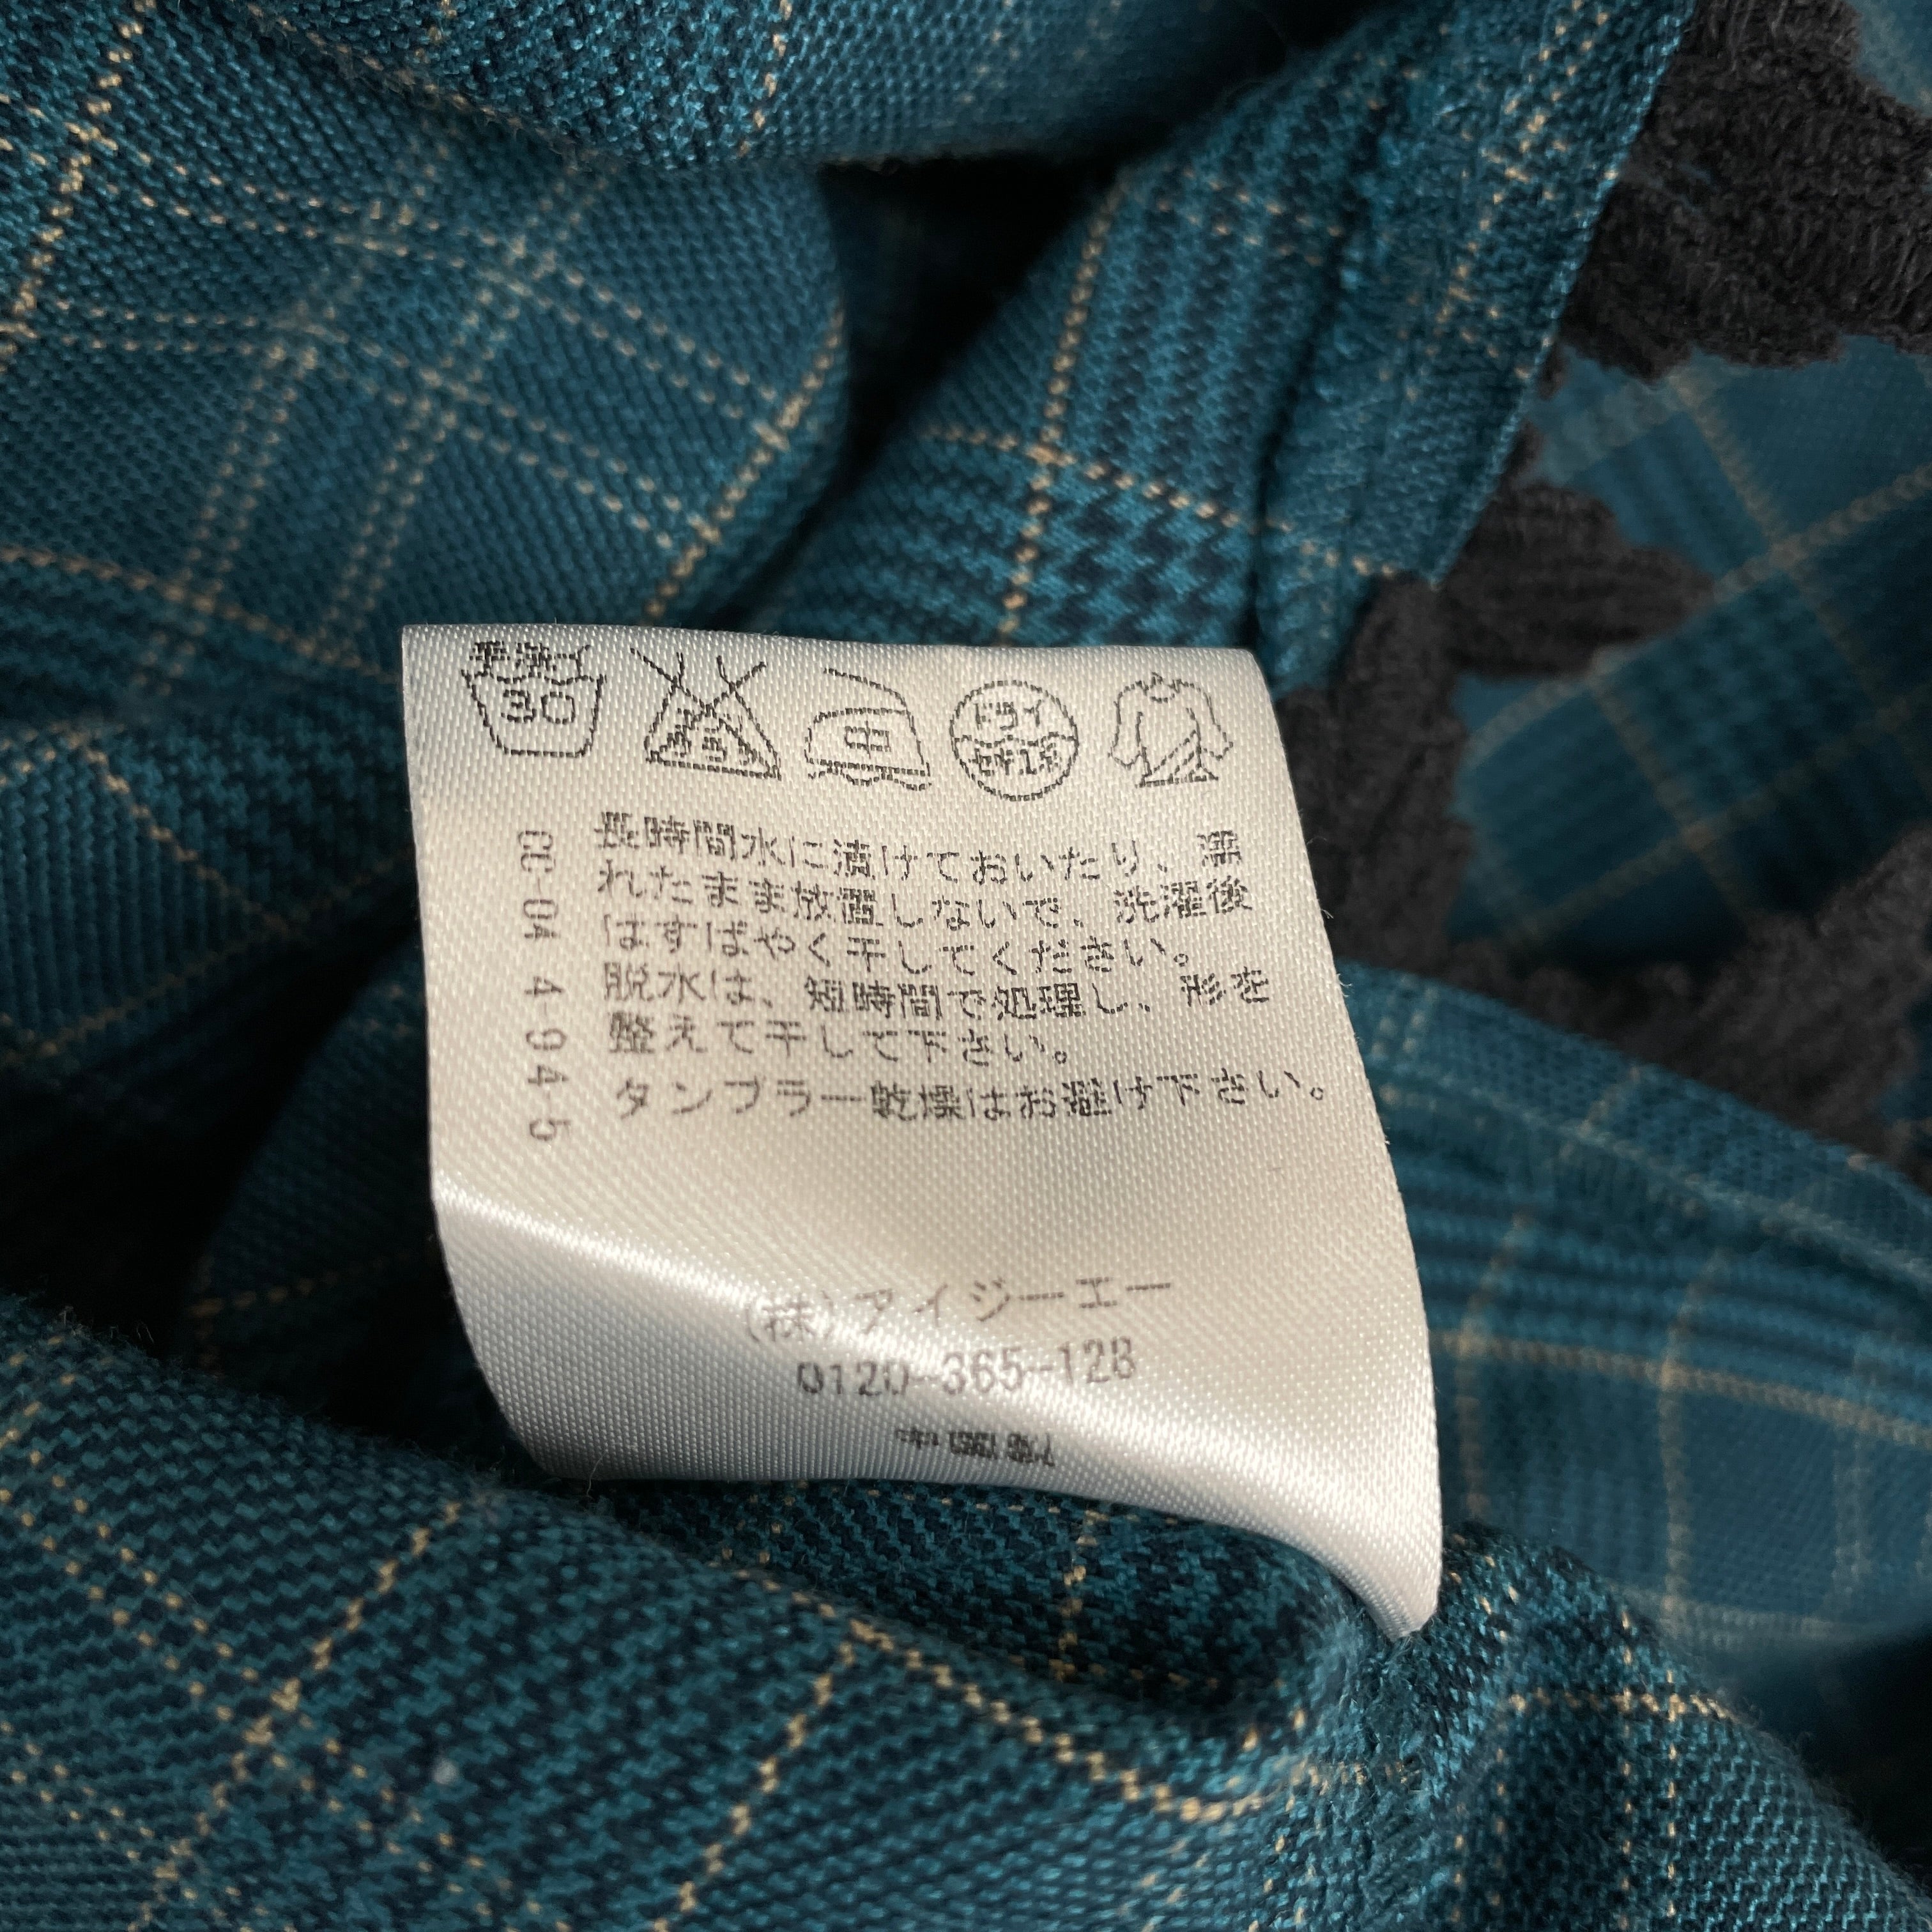 手洗イ
30
中
ドライ
セキユ系
長時間水に漬けておいたり、濡
れたまま放置しないで、洗濯後
はすばやく干してください。
脱水は、短時間で処理し、形を
整えて干して下さい。
タンブラー乾燥はお避け下さい。
CC-04 4-94-5
(株)アイジーエー
0120-365-128
中国製